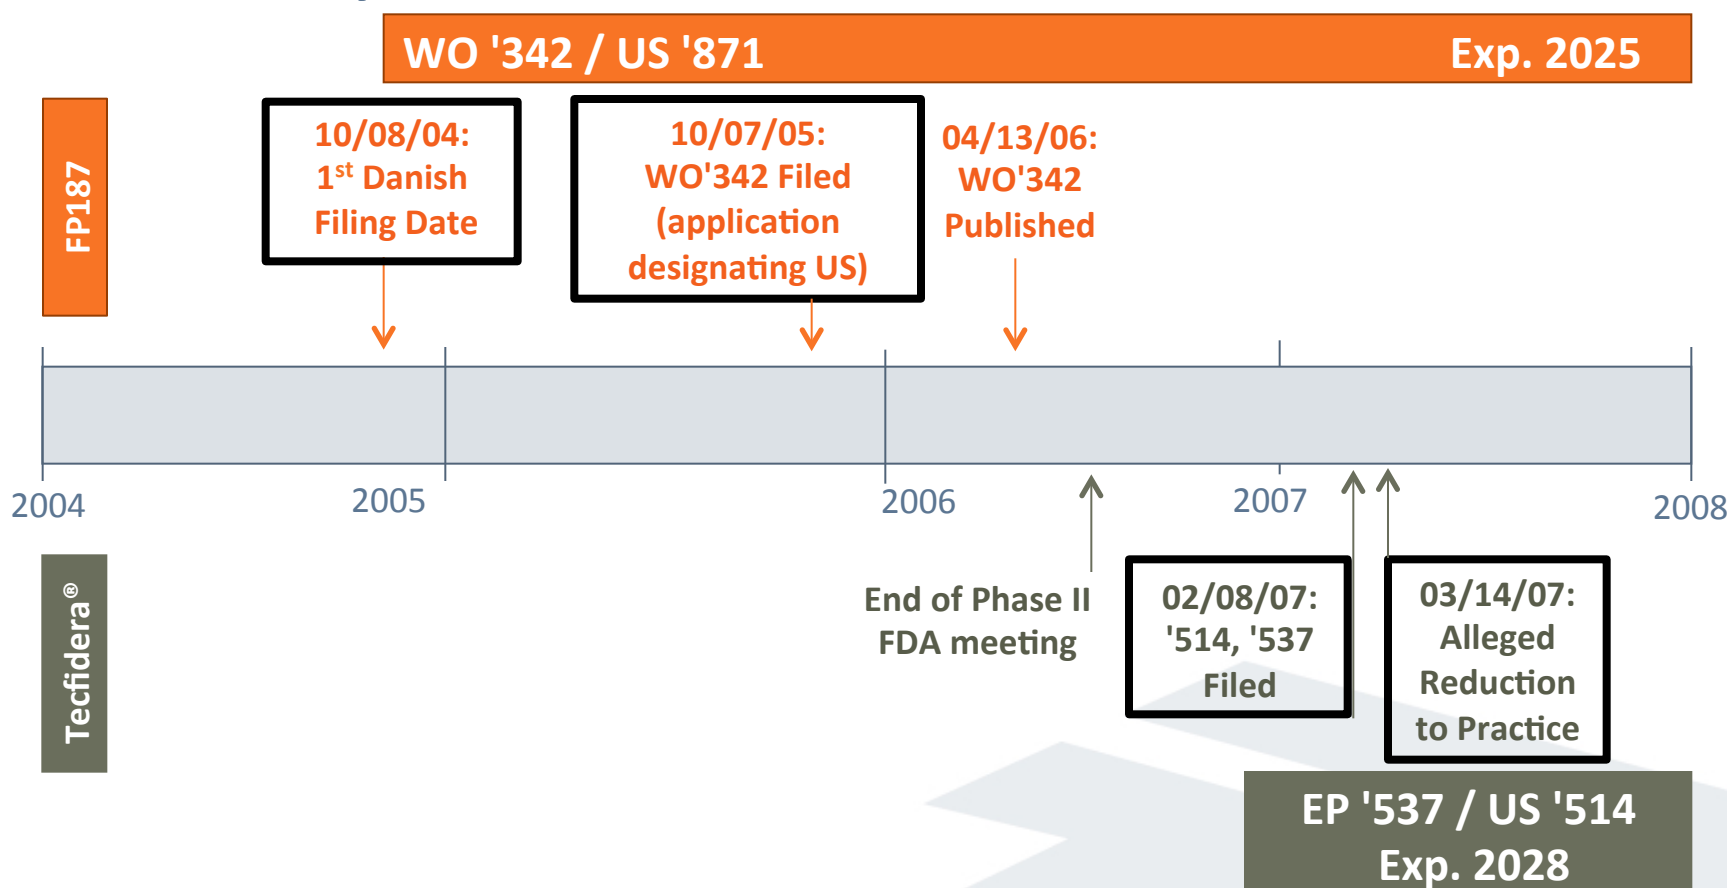 WO '342 / US '871 Exp. 2025
FP187
10/08/04:
1st Danish
Filing Date
10/07/05:
WO'342 Filed
(application
designating US)
04/13/06:
WO'342
Published
2004 2005 2006 2007 2008
Tecfidera®
End of Phase II
FDA meeting
02/08/07:
'514, '537
Filed
03/14/07:
Alleged
Reduction
to Practice
EP '537 / US '514
Exp. 2028